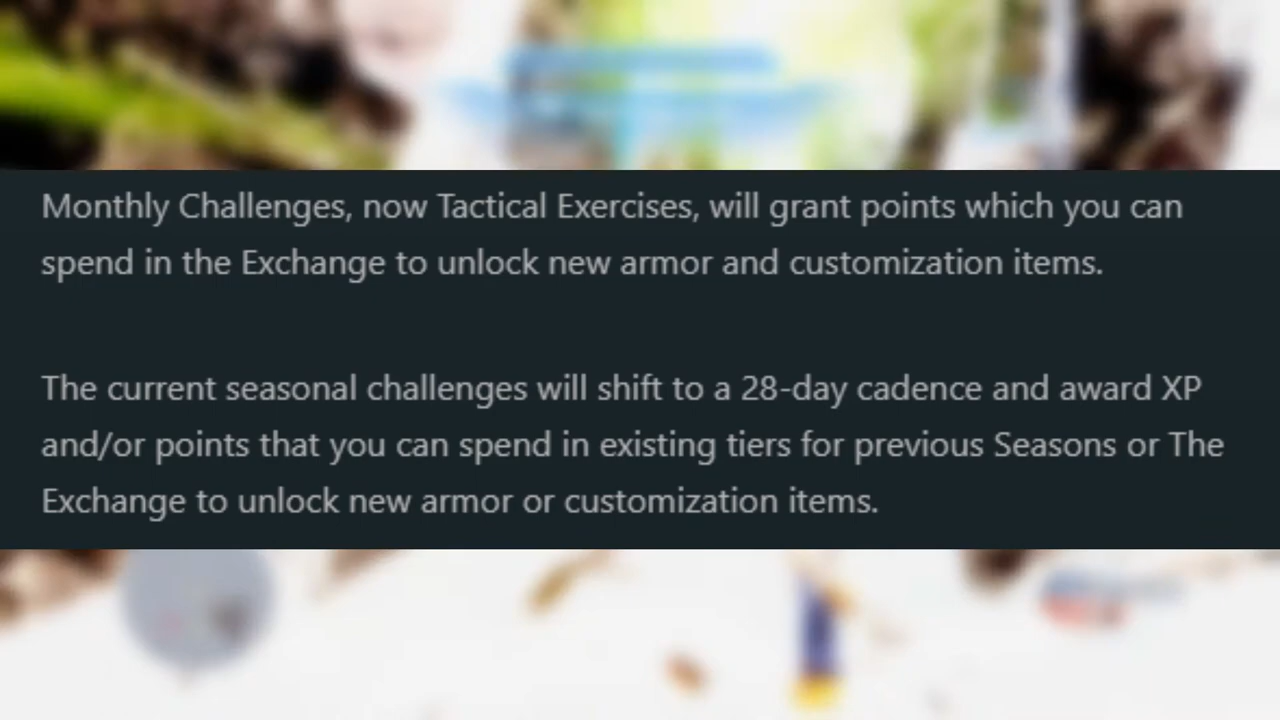 Monthly Challenges, now Tactical Exercises, will grant points which you can
spend in the Exchange to unlock new armor and customization items.
The current seasonal challenges will shift to a 28-day cadence and award XP
and/or points that you can spend in existing tiers for previous Seasons or The
Exchange to unlock new armor or customization items.